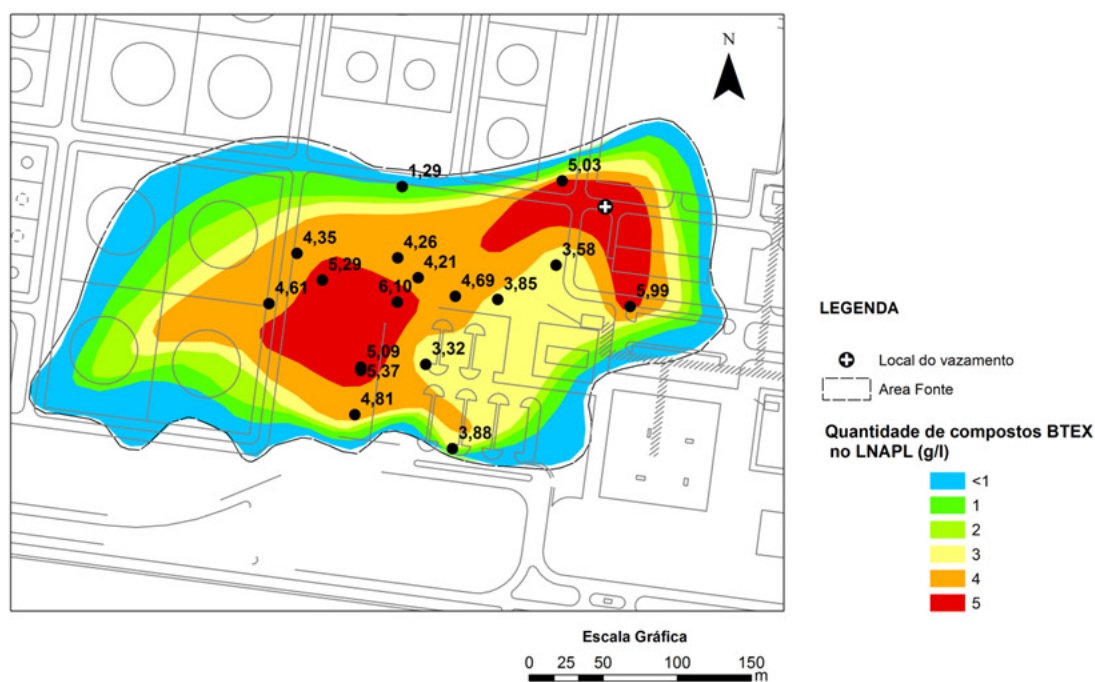 N
5,03
1,29
4,35
4,26
3,58
5,29
4,21
4,61
6,10
4,69
3,85
5,99
5,09
5,37
3,32
4,81
3,88
LEGENDA
Local do vazamento
Area Fonte
Quantidade de compostos BTEX
no LNAPL (g/l)
<1
1
2
3
4
5
Escala Gráfica
0 25 50 100 150
m